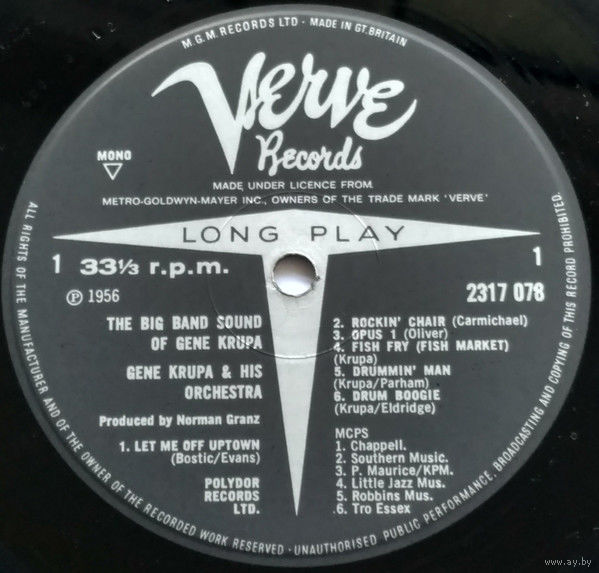 M.G.M. RECORDS LTD · MADE IN GT. BRITAIN
Verve
Records
MONO
MADE UNDER LICENCE FROM
METRO-GOLDWYN-MAYER INC., OWNERS OF THE TRADE MARK 'VERVE'
LONG PLAY
1 33⅓ r.p.m.
1
Ⓟ 1956
2317 078
THE BIG BAND SOUND
OF GENE KRUPA
GENE KRUPA & HIS
ORCHESTRA
Produced by Norman Granz
1. LET ME OFF UPTOWN
(Bostic/Evans)
POLYDOR
RECORDS
LTD.
2. ROCKIN' CHAIR (Carmichael)
3. OPUS 1 (Oliver)
4. FISH FRY (FISH MARKET)
(Krupa)
5. DRUMMIN' MAN
(Krupa/Parham)
6. DRUM BOOGIE
(Krupa/Eldridge)
MCPS
1. Chappell.
2. Southern Music.
3. P. Maurice/KPM.
4. Little Jazz Mus.
5. Robbins Mus.
6. Tro Essex
ALL RIGHTS OF THE MANUFACTURER AND OF THE OWNER OF THE RECORDED WORK RESERVED · UNAUTHORISED PUBLIC PERFORMANCE, BROADCASTING AND COPYING OF THIS RECORD PROHIBITED.
www.ay.by